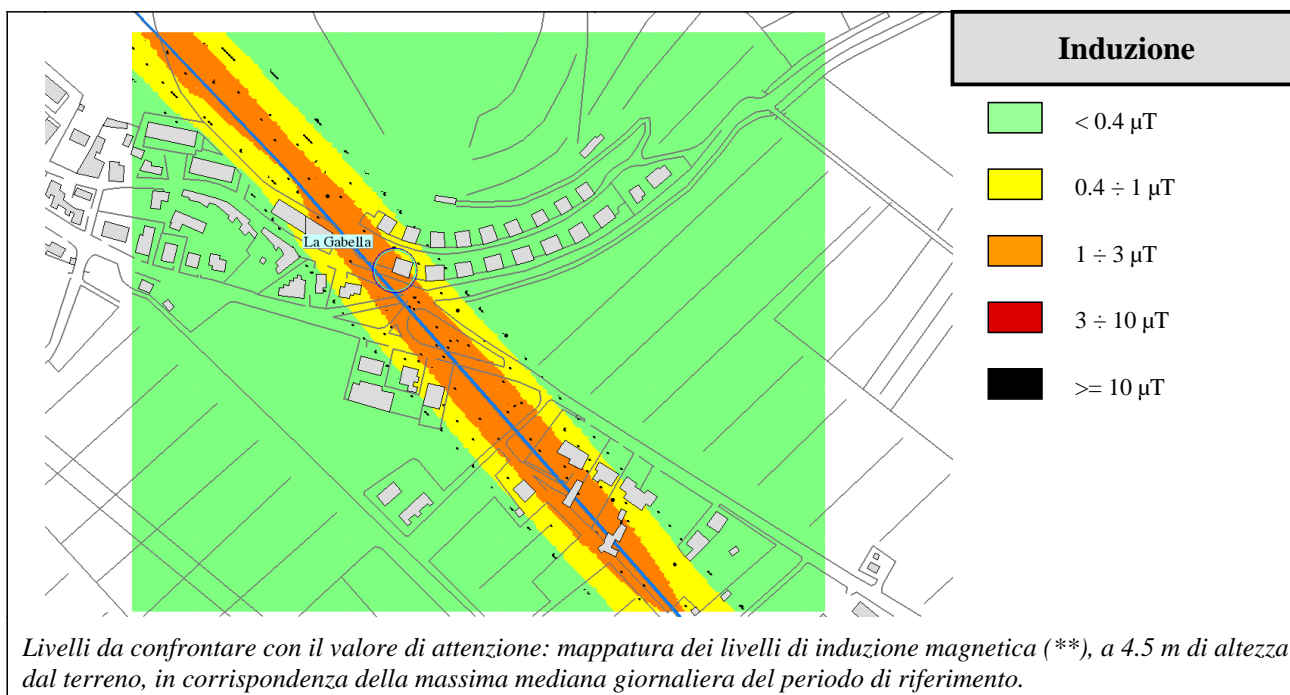 Induzione
< 0.4 µT
0.4 ÷ 1 µT
1 ÷ 3 µT
3 ÷ 10 µT
>= 10 µT
La Gabella
Livelli da confrontare con il valore di attenzione: mappatura dei livelli di induzione magnetica (**), a 4.5 m di altezza
dal terreno, in corrispondenza della massima mediana giornaliera del periodo di riferimento.